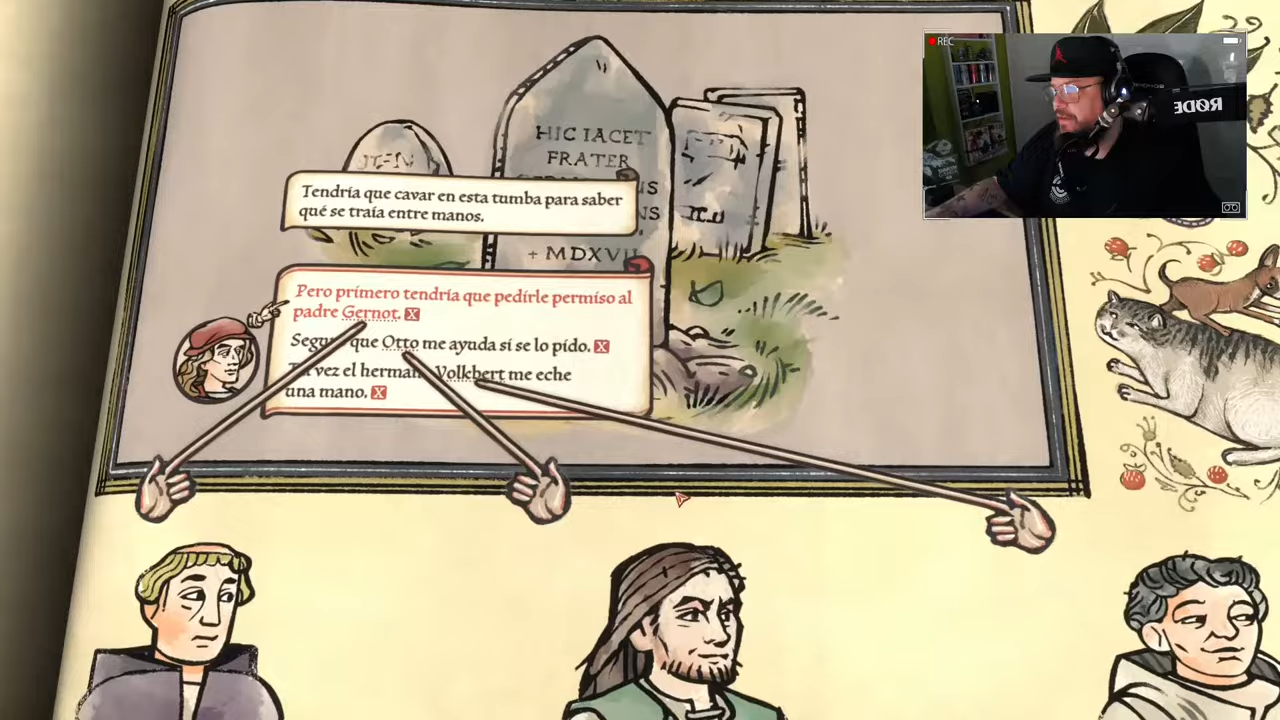 REC
RØDE
HIC IACET
FRATER
Tendría que cavar en esta tumba para saber
qué se traía entre manos.
+ MDXVII
Pero primero tendría que pedirle permiso al
padre Gernot. X
que Otto me ayuda si se lo pido. X
vez el Volkbert me eche
una mano. X